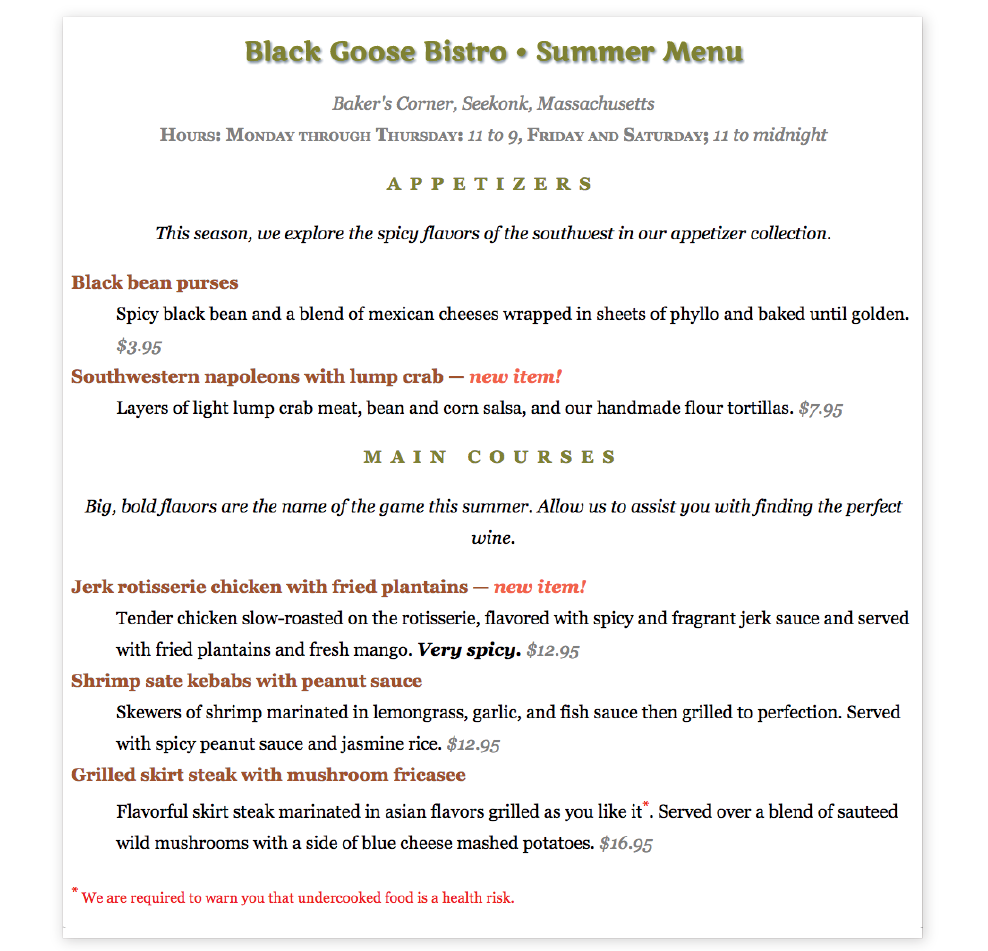 Black Goose Bistro • Summer Menu
Baker's Corner, Seekonk, Massachusetts
Hours: Monday through Thursday: 11 to 9, Friday and Saturday; 11 to midnight
APPETIZERS
This season, we explore the spicy flavors of the southwest in our appetizer collection.
Black bean purses
Spicy black bean and a blend of mexican cheeses wrapped in sheets of phyllo and baked until golden.
$3.95
Southwestern napoleons with lump crab — new item!
Layers of light lump crab meat, bean and corn salsa, and our handmade flour tortillas. $7.95
MAIN COURSES
Big, bold flavors are the name of the game this summer. Allow us to assist you with finding the perfect
wine.
Jerk rotisserie chicken with fried plantains — new item!
Tender chicken slow-roasted on the rotisserie, flavored with spicy and fragrant jerk sauce and served
with fried plantains and fresh mango. Very spicy. $12.95
Shrimp sate kebabs with peanut sauce
Skewers of shrimp marinated in lemongrass, garlic, and fish sauce then grilled to perfection. Served
with spicy peanut sauce and jasmine rice. $12.95
Grilled skirt steak with mushroom fricasee
Flavorful skirt steak marinated in asian flavors grilled as you like it*. Served over a blend of sauteed
wild mushrooms with a side of blue cheese mashed potatoes. $16.95
* We are required to warn you that undercooked food is a health risk.